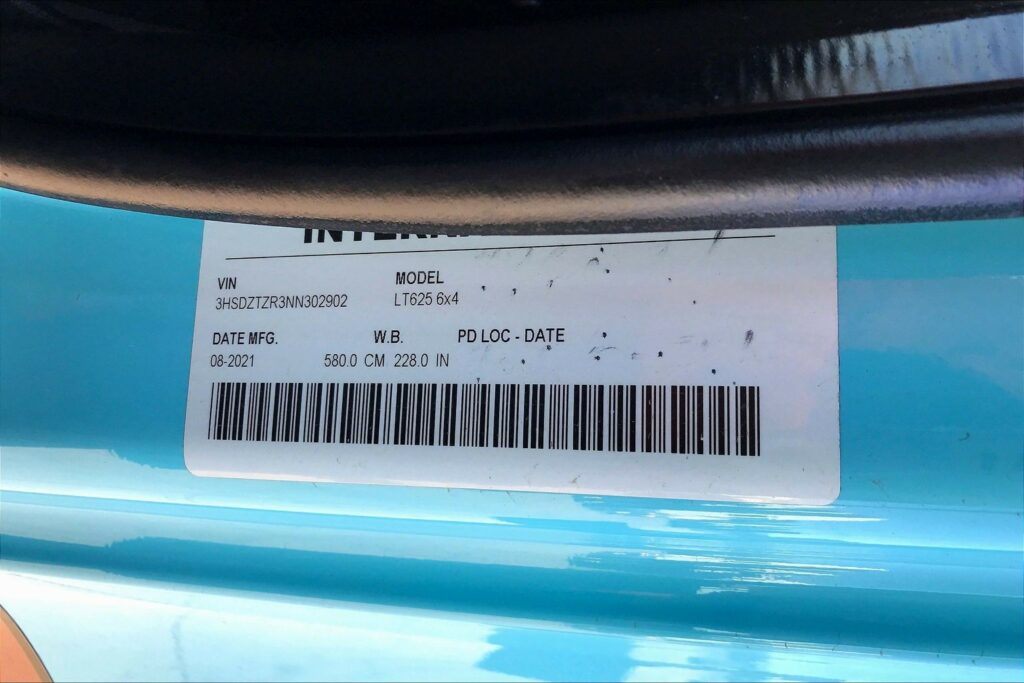 VIN MODEL
3HSDZTZR3NN302902 LT625 6x4
DATE MFG. W.B. PD LOC - DATE
08-2021 580.0 CM 228.0 IN